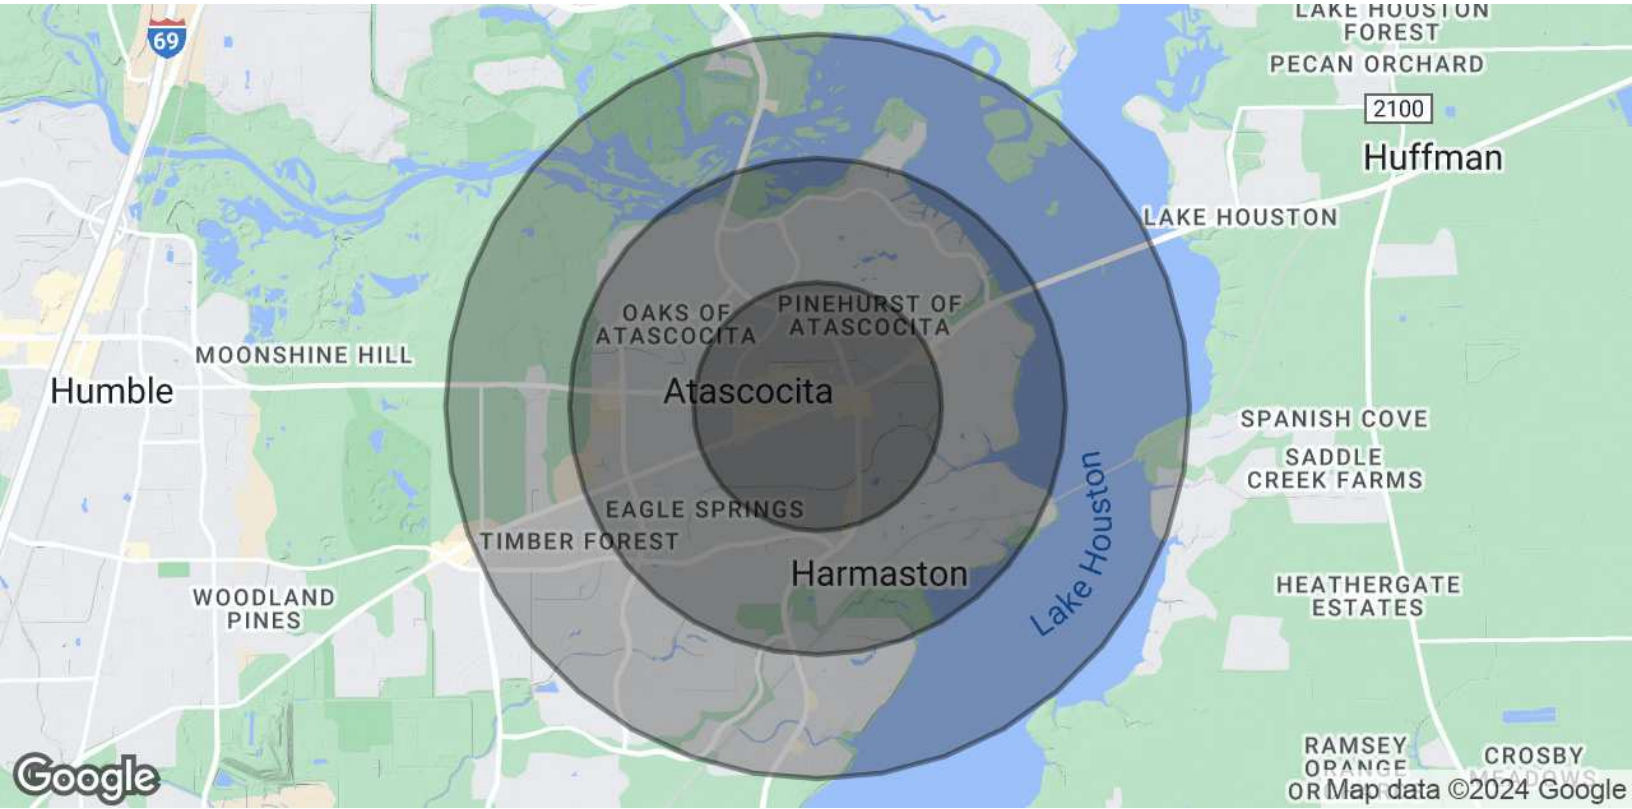 69
LAKE HOUSTON
FOREST
PECAN ORCHARD
2100
Huffman
LAKE HOUSTON
OAKS OF
ATASCOCITA
PINEHURST OF
ATASCOCITA
MOONSHINE HILL
Humble
Atascocita
SPANISH COVE
SADDLE
CREEK FARMS
Lake Houston
EAGLE SPRINGS
TIMBER FOREST
Harmaston
WOODLAND
PINES
HEATHERGATE
ESTATES
RAMSEY
ORANGE
CROSBY
MEADOWS
Google
Map data ©2024 Google